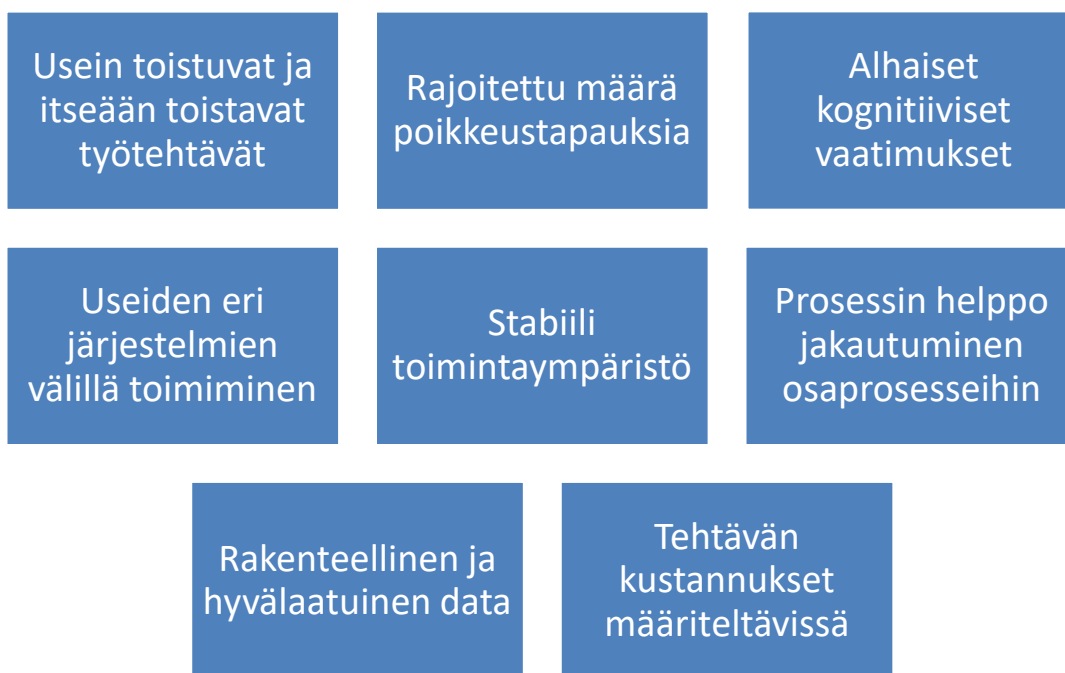 Usein toistuvat ja
itseään toistavat
työtehtävät
Rajoitettu määrä
poikkeustapauksia
Alhaiset
kognitiiviset
vaatimukset
Useiden eri
järjestelmien
välillä toimiminen
Stabiili
toimintaympäristö
Prosessin helppo
jakautuminen
osaprosesseihin
Rakenteellinen ja
hyvälaatuinen data
Tehtävän
kustannukset
määriteltävissä